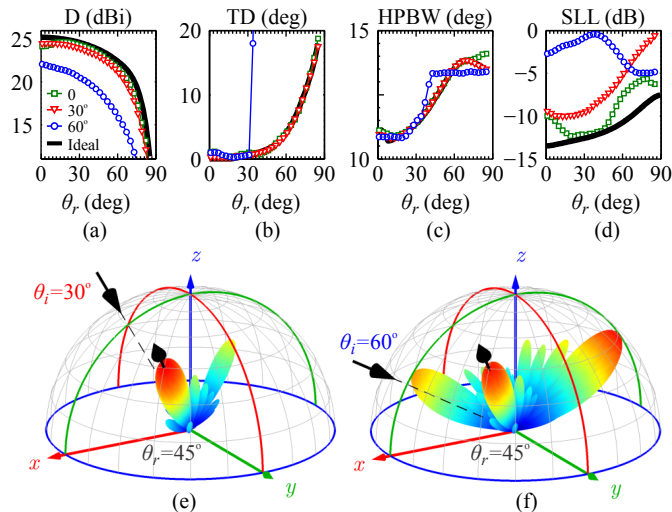 D (dBi) TD (deg) HPBW (deg) SLL (dB)
25 20 15 0
0
30°
60°
Ideal
20 10 -5
15 -10
0 10 -15
0 30 60 90 0 30 60 90 0 30 60 90 0 30 60 90
θr (deg) θr (deg) θr (deg) θr (deg)
(a) (b) (c) (d)
z z
θi=30°
θi=60°
θr=45° θr=45°
x y x y
(e) (f)